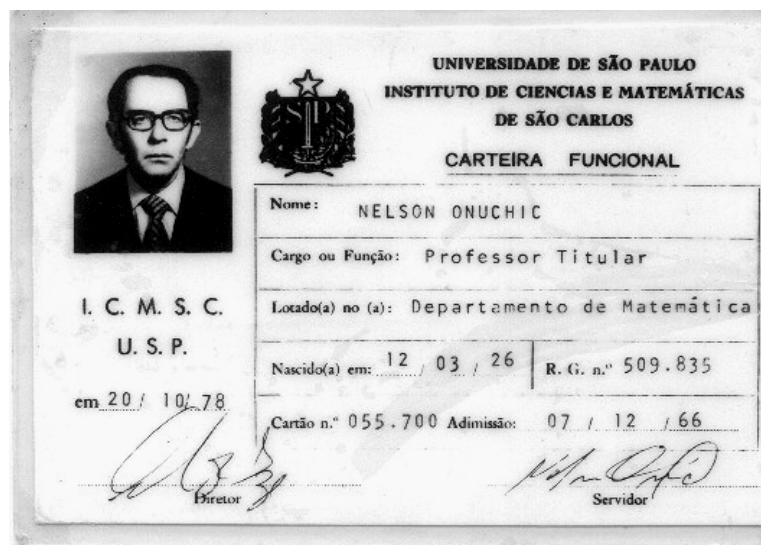 UNIVERSIDADE DE SÃO PAULO
INSTITUTO DE CIENCIAS E MATEMÁTICAS
DE SÃO CARLOS
CARTEIRA FUNCIONAL
Nome: NELSON ONUCHIC
Cargo ou Função: Professor Titular
Lotado(a) no (a): Departamento de Matemática
Nascido(a) em: 12 / 03 / 26 R. G. n.º 509.835
Cartão n.º 055.700 Admissão: 07 / 12 / 66
I. C. M. S. C.
U. S. P.
em 20 / 10/ 78
Diretor
Servidor